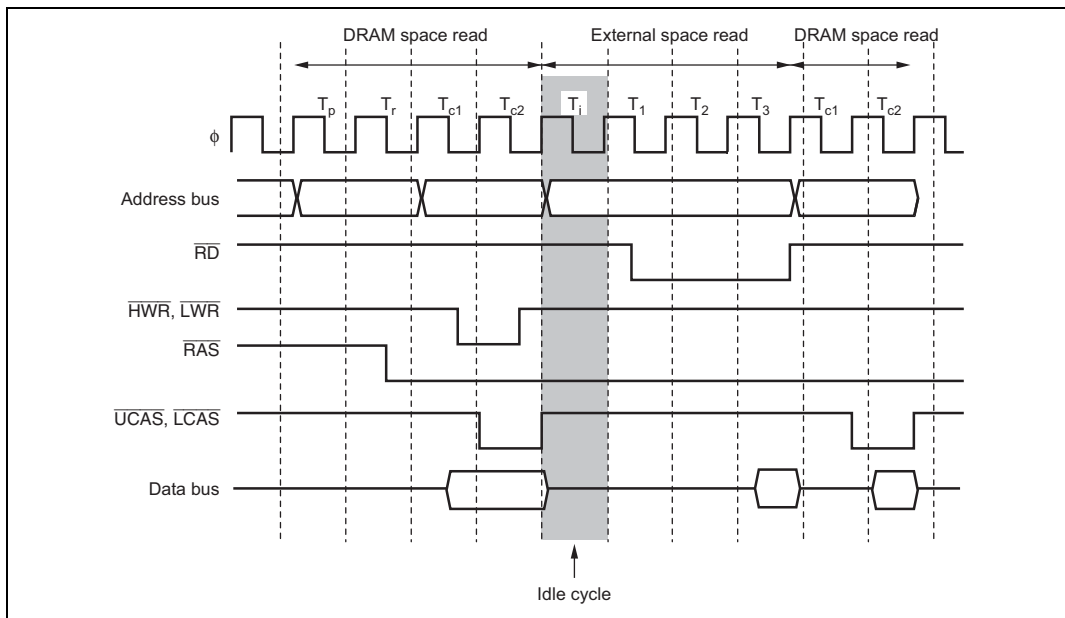 DRAM space read External space read DRAM space read
Tp Tr Tc1 Tc2 Ti T1 T2 T3 Tc1 Tc2
ϕ
Address bus
RD
HWR, LWR
RAS
UCAS, LCAS
Data bus
Idle cycle